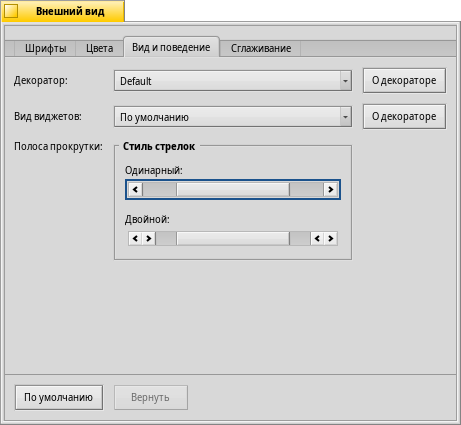 Внешний вид
Шрифты Цвета Вид и поведение Сглаживание
Декоратор: Default О декораторе
Вид виджетов: По умолчанию О декораторе
Полоса прокрутки: Стиль стрелок
Одинарный:
Двойной:
По умолчанию Вернуть